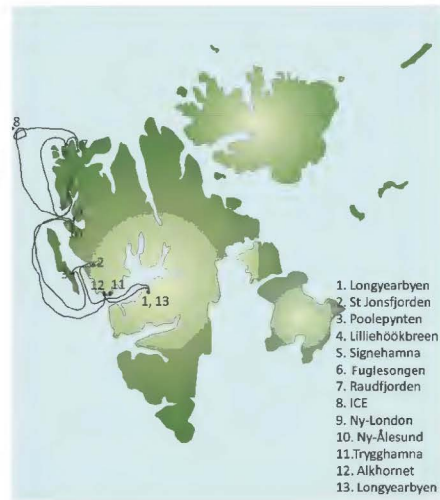 8
2
12 11
1, 13
1. Longyearbyen
2. St Jonsfjorden
3. Poolepynten
4. Lilliehöökbreen
5. Signehamna
6. Fuglesongen
7. Raudfjorden
8. ICE
9. Ny-London
10. Ny-Ålesund
11.Trygghamna
12. Alkhornet
13. Longyearbyen